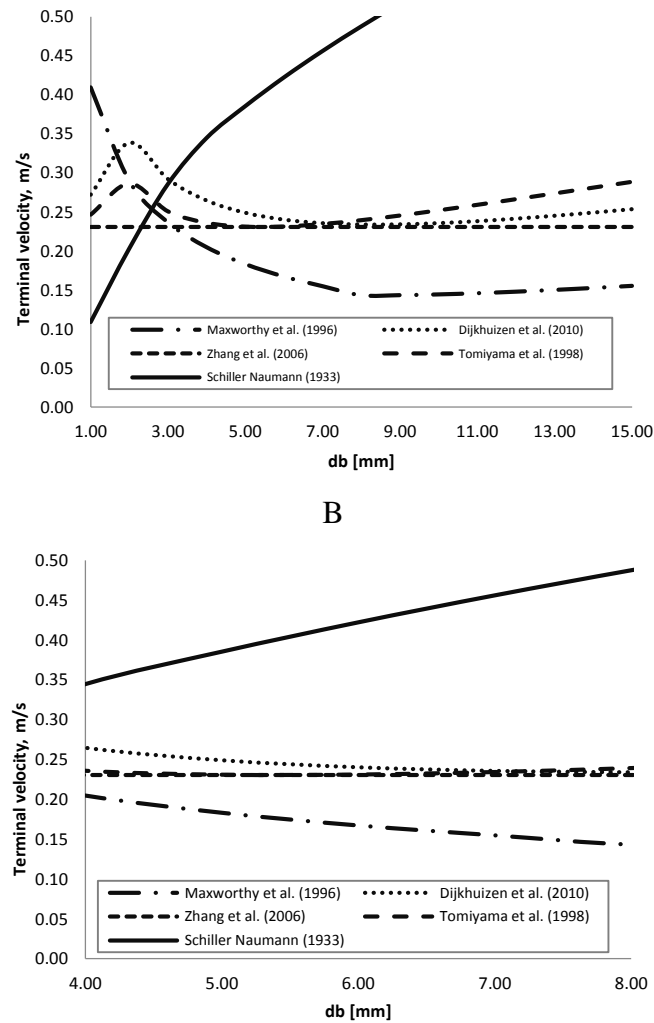 0.50
0.45
0.40
0.35
0.30
0.25
0.20
0.15
0.10
0.05
0.00
Terminal velocity, m/s
Maxworthy et al. (1996) Dijkhuizen et al. (2010)
Zhang et al. (2006) Tomiyama et al. (1998)
Schiller Naumann (1933)
1.00 3.00 5.00 7.00 9.00 11.00 13.00 15.00
db [mm]
B
0.50
0.45
0.40
0.35
0.30
0.25
0.20
0.15
0.10
0.05
0.00
Terminal velocity, m/s
Maxworthy et al. (1996) Dijkhuizen et al. (2010)
Zhang et al. (2006) Tomiyama et al. (1998)
Schiller Naumann (1933)
4.00 5.00 6.00 7.00 8.00
db [mm]